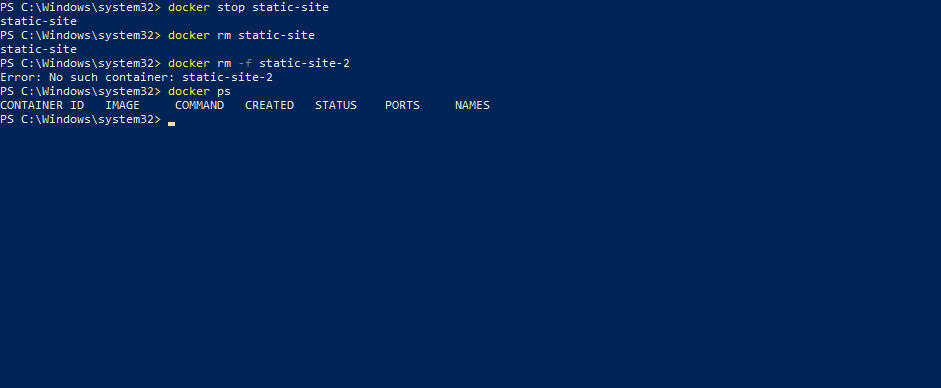 PS C:\Windows\system32> docker stop static-site
static-site
PS C:\Windows\system32> docker rm static-site
static-site
PS C:\Windows\system32> docker rm -f static-site-2
Error: No such container: static-site-2
PS C:\Windows\system32> docker ps
CONTAINER ID   IMAGE     COMMAND   CREATED   STATUS    PORTS     NAMES
PS C:\Windows\system32>